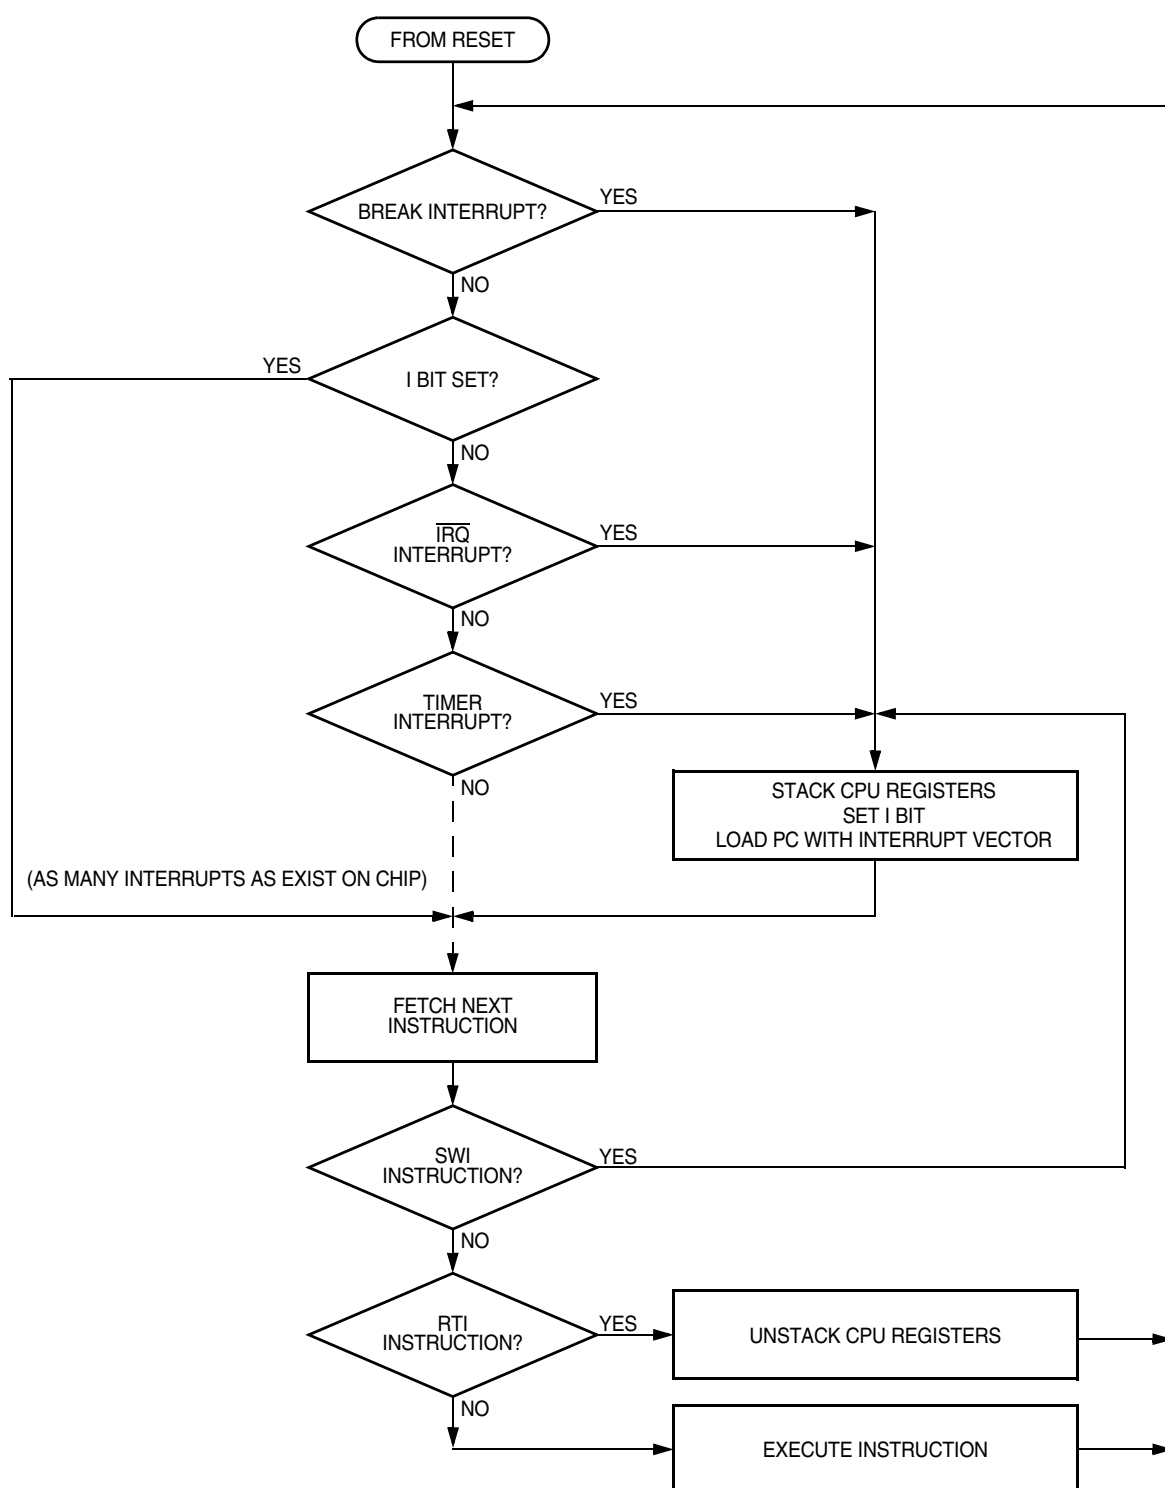 FROM RESET
BREAK INTERRUPT?
YES
NO
YES
I BIT SET?
NO
IRQ
INTERRUPT?
YES
NO
TIMER
INTERRUPT?
YES
NO
STACK CPU REGISTERS
SET I BIT
LOAD PC WITH INTERRUPT VECTOR
(AS MANY INTERRUPTS AS EXIST ON CHIP)
FETCH NEXT
INSTRUCTION
SWI
INSTRUCTION?
YES
NO
RTI
INSTRUCTION?
YES
UNSTACK CPU REGISTERS
NO
EXECUTE INSTRUCTION